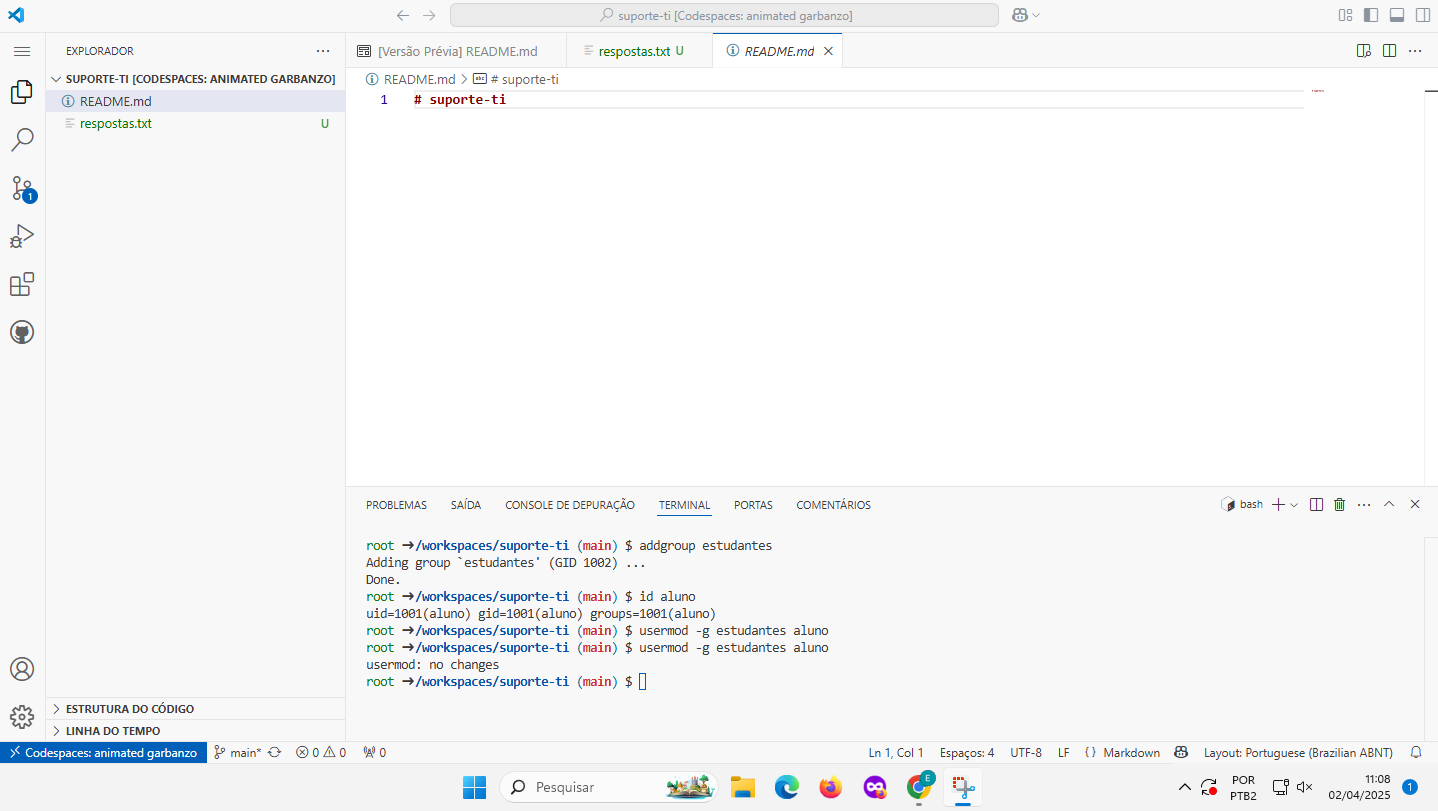 suporte-ti [Codespaces: animated garbanzo]
EXPLORADOR
SUPORTE-TI [CODESPACES: ANIMATED GARBANZO]
README.md
respostas.txt U
1
ESTRUTURA DO CÓDIGO
LINHA DO TEMPO
[Versão Prévia] README.md
respostas.txt U
README.md
README.md > # suporte-ti
1 # suporte-ti
PROBLEMAS SAÍDA CONSOLE DE DEPURAÇÃO TERMINAL PORTAS COMENTÁRIOS
bash
root ➜/workspaces/suporte-ti (main) $ addgroup estudantes
Adding group `estudantes' (GID 1002) ...
Done.
root ➜/workspaces/suporte-ti (main) $ id aluno
uid=1001(aluno) gid=1001(aluno) groups=1001(aluno)
root ➜/workspaces/suporte-ti (main) $ usermod -g estudantes aluno
root ➜/workspaces/suporte-ti (main) $ usermod -g estudantes aluno
usermod: no changes
root ➜/workspaces/suporte-ti (main) $
Codespaces: animated garbanzo main* 0 0 0 Ln 1, Col 1 Espaços: 4 UTF-8 LF { } Markdown Layout: Portuguese (Brazilian ABNT)
Pesquisar
E
POR
PTB2
11:08
02/04/2025
1